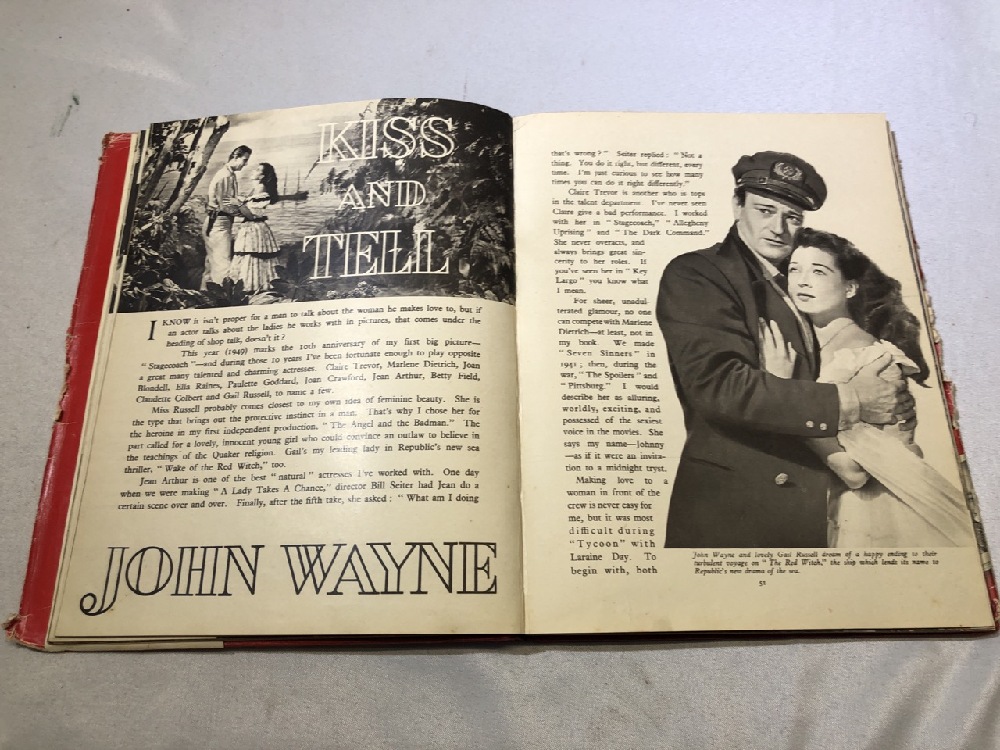 KISS
AND
TELL
I KNOW it isn't proper for a man to talk about the woman he makes love to, but if
an actor talks about the ladies he works with in pictures, that comes under the
heading of shop talk, doesn't it?
This year (1949) marks the 10th anniversary of my first big picture—
"Stagecoach"—and during those 10 years I've been fortunate enough to play opposite
a great many talented and charming actresses. Claire Trevor, Marlene Dietrich, Joan
Blondell, Ella Raines, Paulette Goddard, Joan Crawford, Jean Arthur, Betty Field,
Claudette Colbert and Gail Russell, to name a few.
Miss Russell probably comes closest to my own idea of feminine beauty. She is
the type that brings out the protective instinct in a man. That's why I chose her for
the heroine in my first independent production, "The Angel and the Badman." The
part called for a lovely, innocent young girl who could convince an outlaw to believe in
the teachings of the Quaker religion. Gail's my leading lady in Republic's new sea
thriller, "Wake of the Red Witch," too.
Jean Arthur is one of the best "natural" actresses I've worked with. One day
when we were making "A Lady Takes A Chance," director Bill Seiter had Jean do a
certain scene over and over. Finally, after the fifth take, she asked: "What am I doing
JOHN WAYNE
that's wrong?" Seiter replied: "Not a
thing. You do it right, but different, every
time. I'm just curious to see how many
times you can do it right differently."
Claire Trevor is another who is tops
in the talent department. I've never seen
Claire give a bad performance. I worked
with her in "Stagecoach," "Allegheny
Uprising" and "The Dark Command."
She never overacts, and
always brings great sin-
cerity to her roles. If
you've seen her in "Key
Largo" you know what
I mean.
For sheer, unadul-
terated glamour, no one
can compete with Marlene
Dietrich—at least, not in
my book. We made
"Seven Sinners" in
1941; then, during the
war, "The Spoilers" and
"Pittsburg." I would
describe her as alluring,
worldly, exciting, and
possessed of the sexiest
voice in the movies. She
says my name—Johnny
—as if it were an invita-
tion to a midnight tryst.
Making love to a
woman in front of the
crew is never easy for
me, but it was most
difficult during
"Tycoon" with
Laraine Day. To
begin with, both
John Wayne and lovely Gail Russell dream of a happy ending to their
turbulent voyage on "The Red Witch," the ship which lends its name to
Republic's new drama of the sea.
51